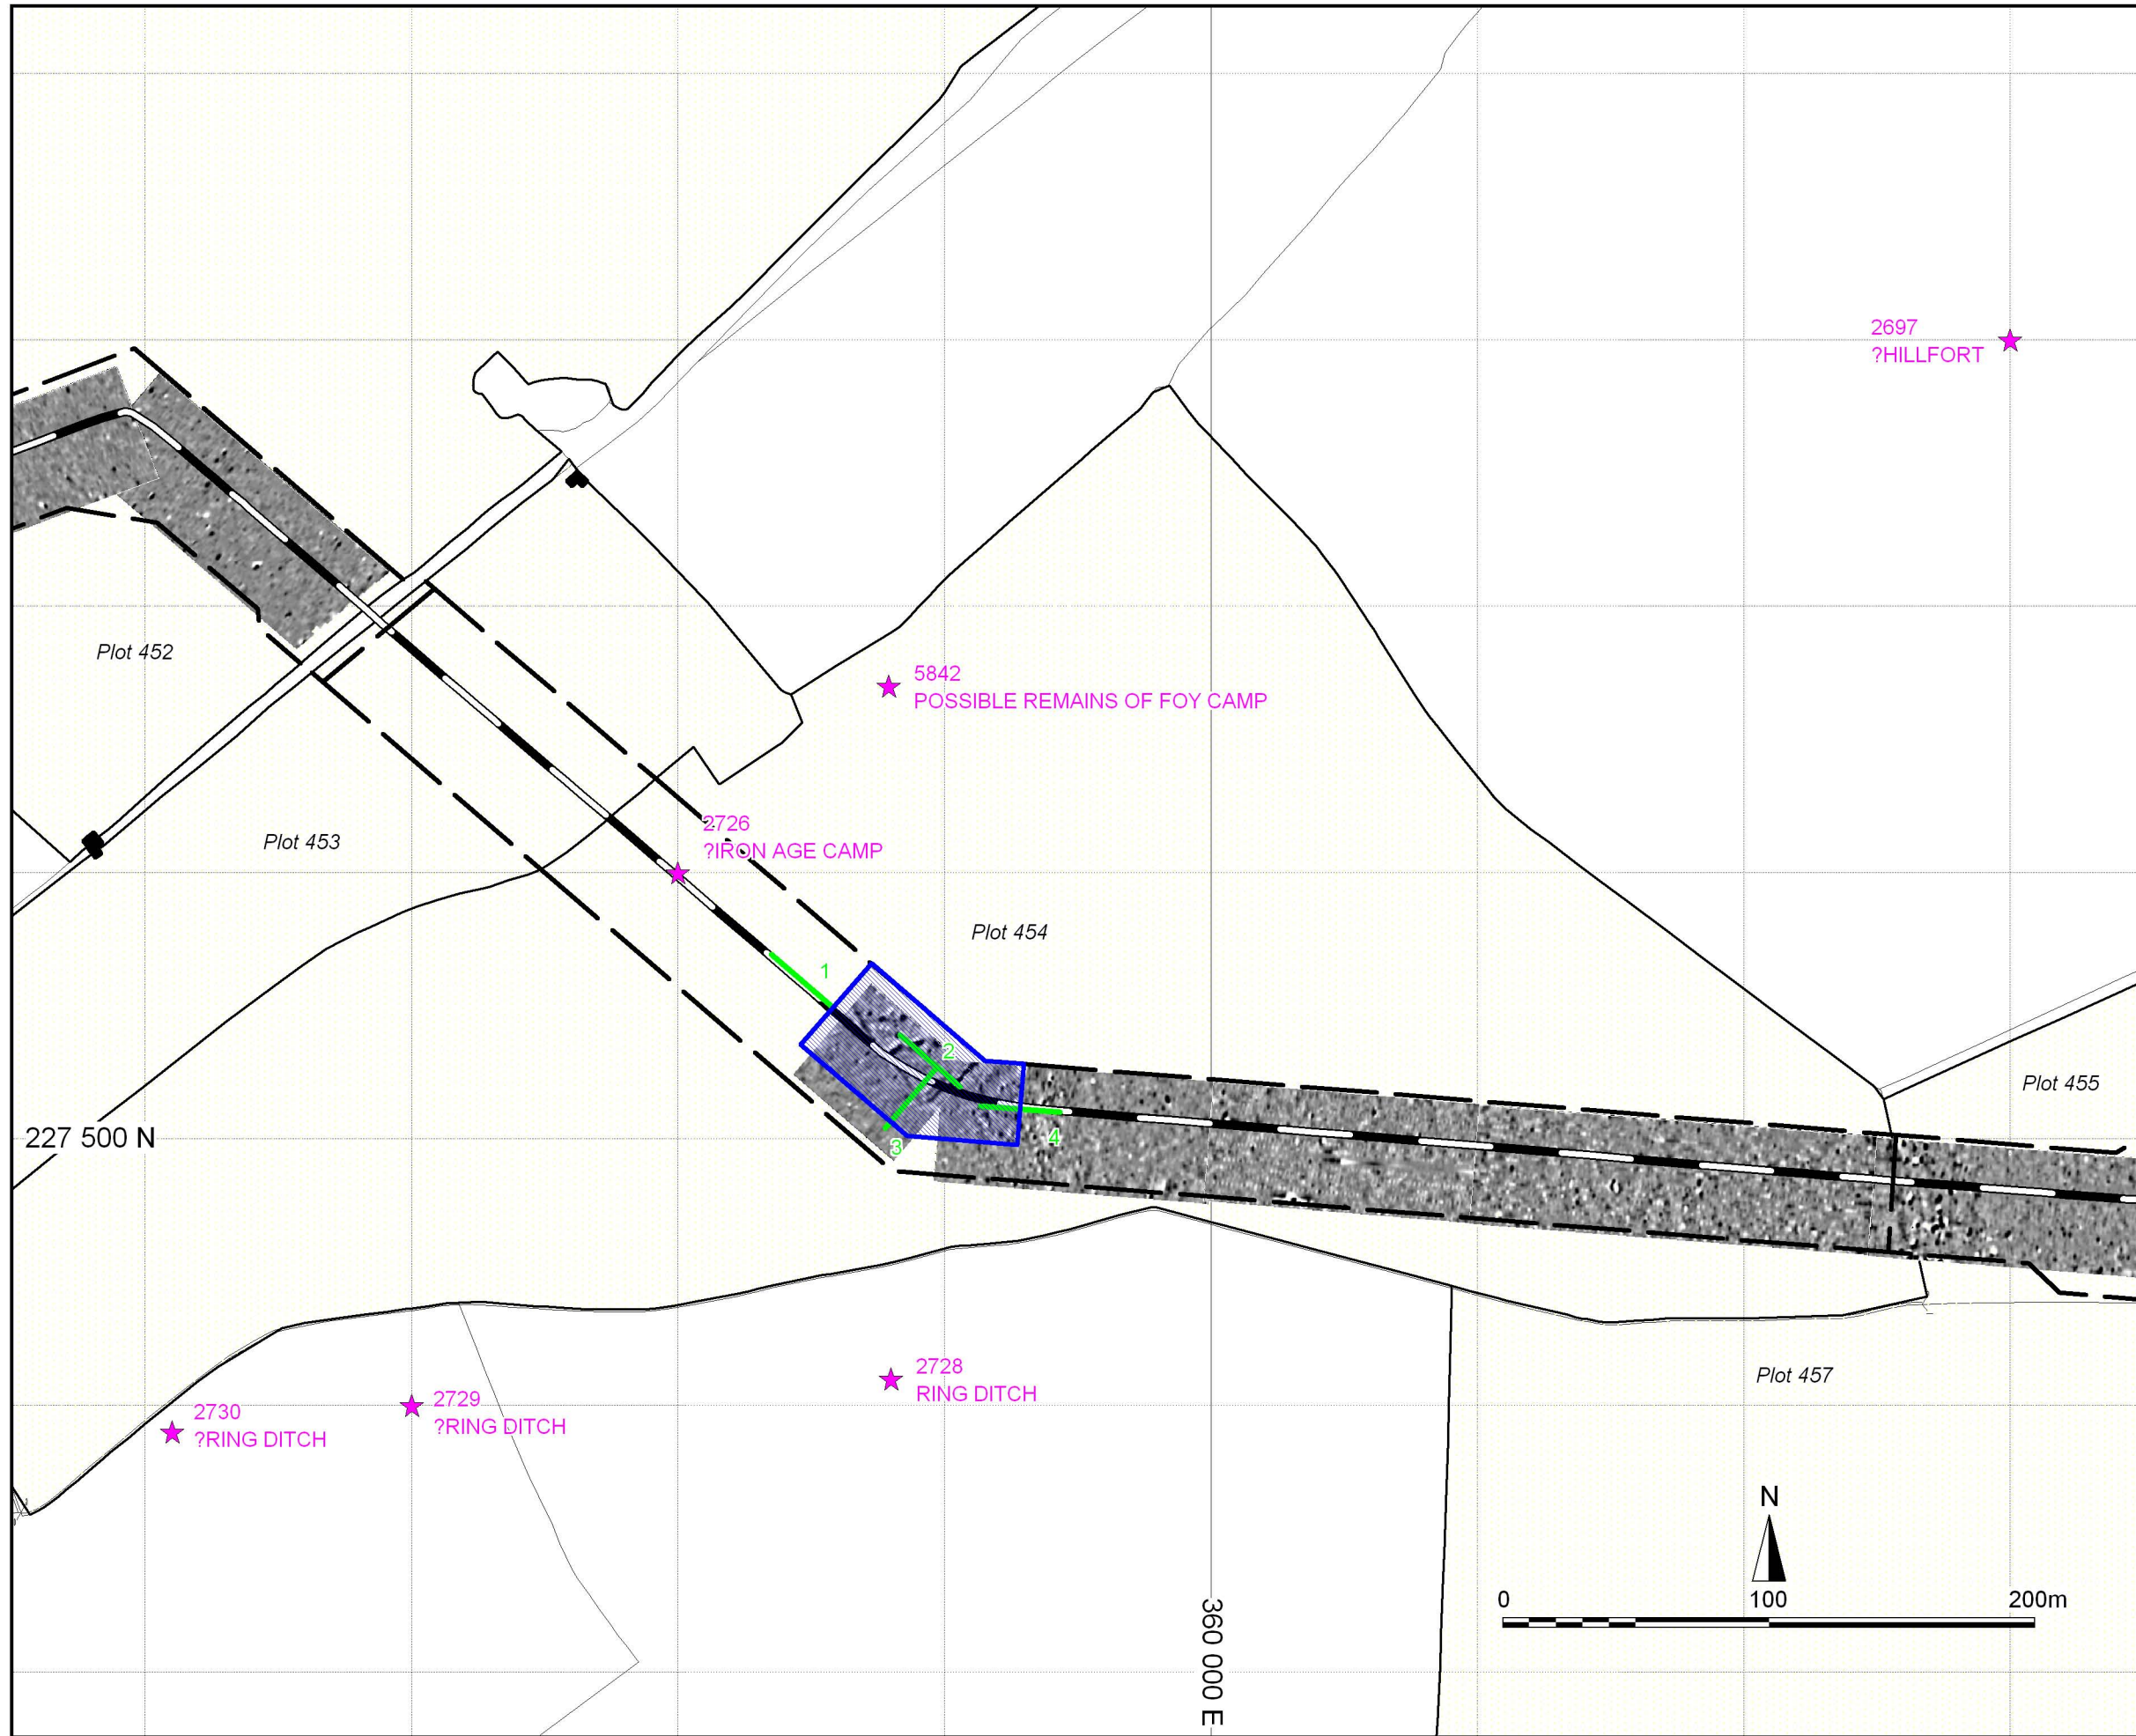 2697
?HILLFORT
Plot 452
5842
POSSIBLE REMAINS OF FOY CAMP
2726
?IRON AGE CAMP
Plot 453
Plot 454
1
2
3
4
Plot 455
227 500 N
2728
RING DITCH
2729
?RING DITCH
2730
?RING DITCH
Plot 457
N
0 100 200m
360 000 E